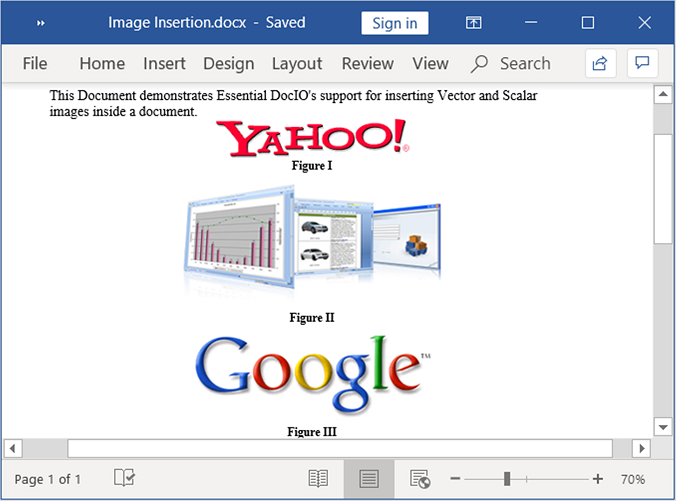 Image Insertion.docx - Saved
Sign in
File Home Insert Design Layout Review View Search
This Document demonstrates Essential DocIO's support for inserting Vector and Scalar
images inside a document.
YAHOO!®
Figure I
Figure II
Google™
Figure III
Page 1 of 1
70%